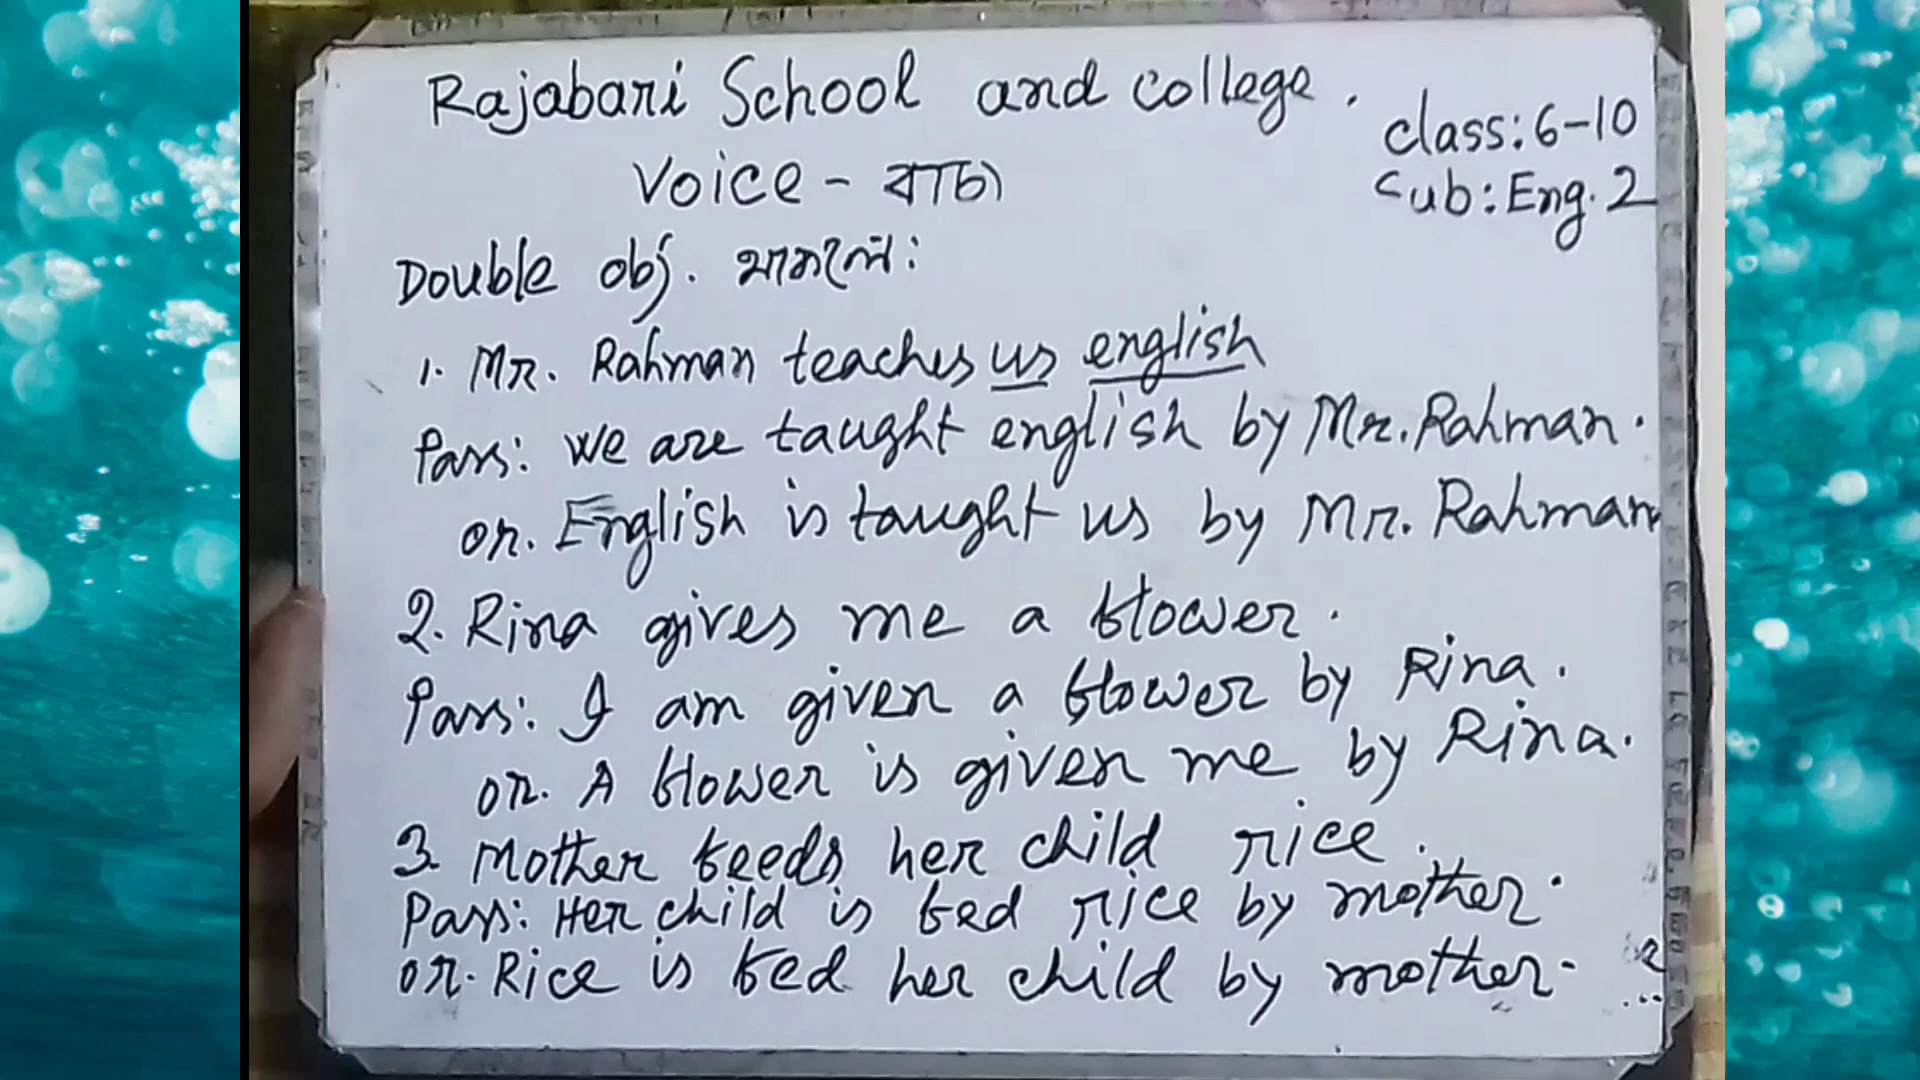 Rajabari School and college.
class: 6-10
Voice - বাচ্য
Sub: Eng. 2
Double obj. থাকলে:
1. Mr. Rahman teaches us english
Pass: We are taught english by Mr. Rahman.
or. English is taught us by Mr. Rahman
2. Rina gives me a flower.
Pass: I am given a flower by Rina.
or. A flower is given me by Rina.
3. Mother feeds her child rice.
Pass: Her child is fed rice by mother.
or. Rice is fed her child by mother.